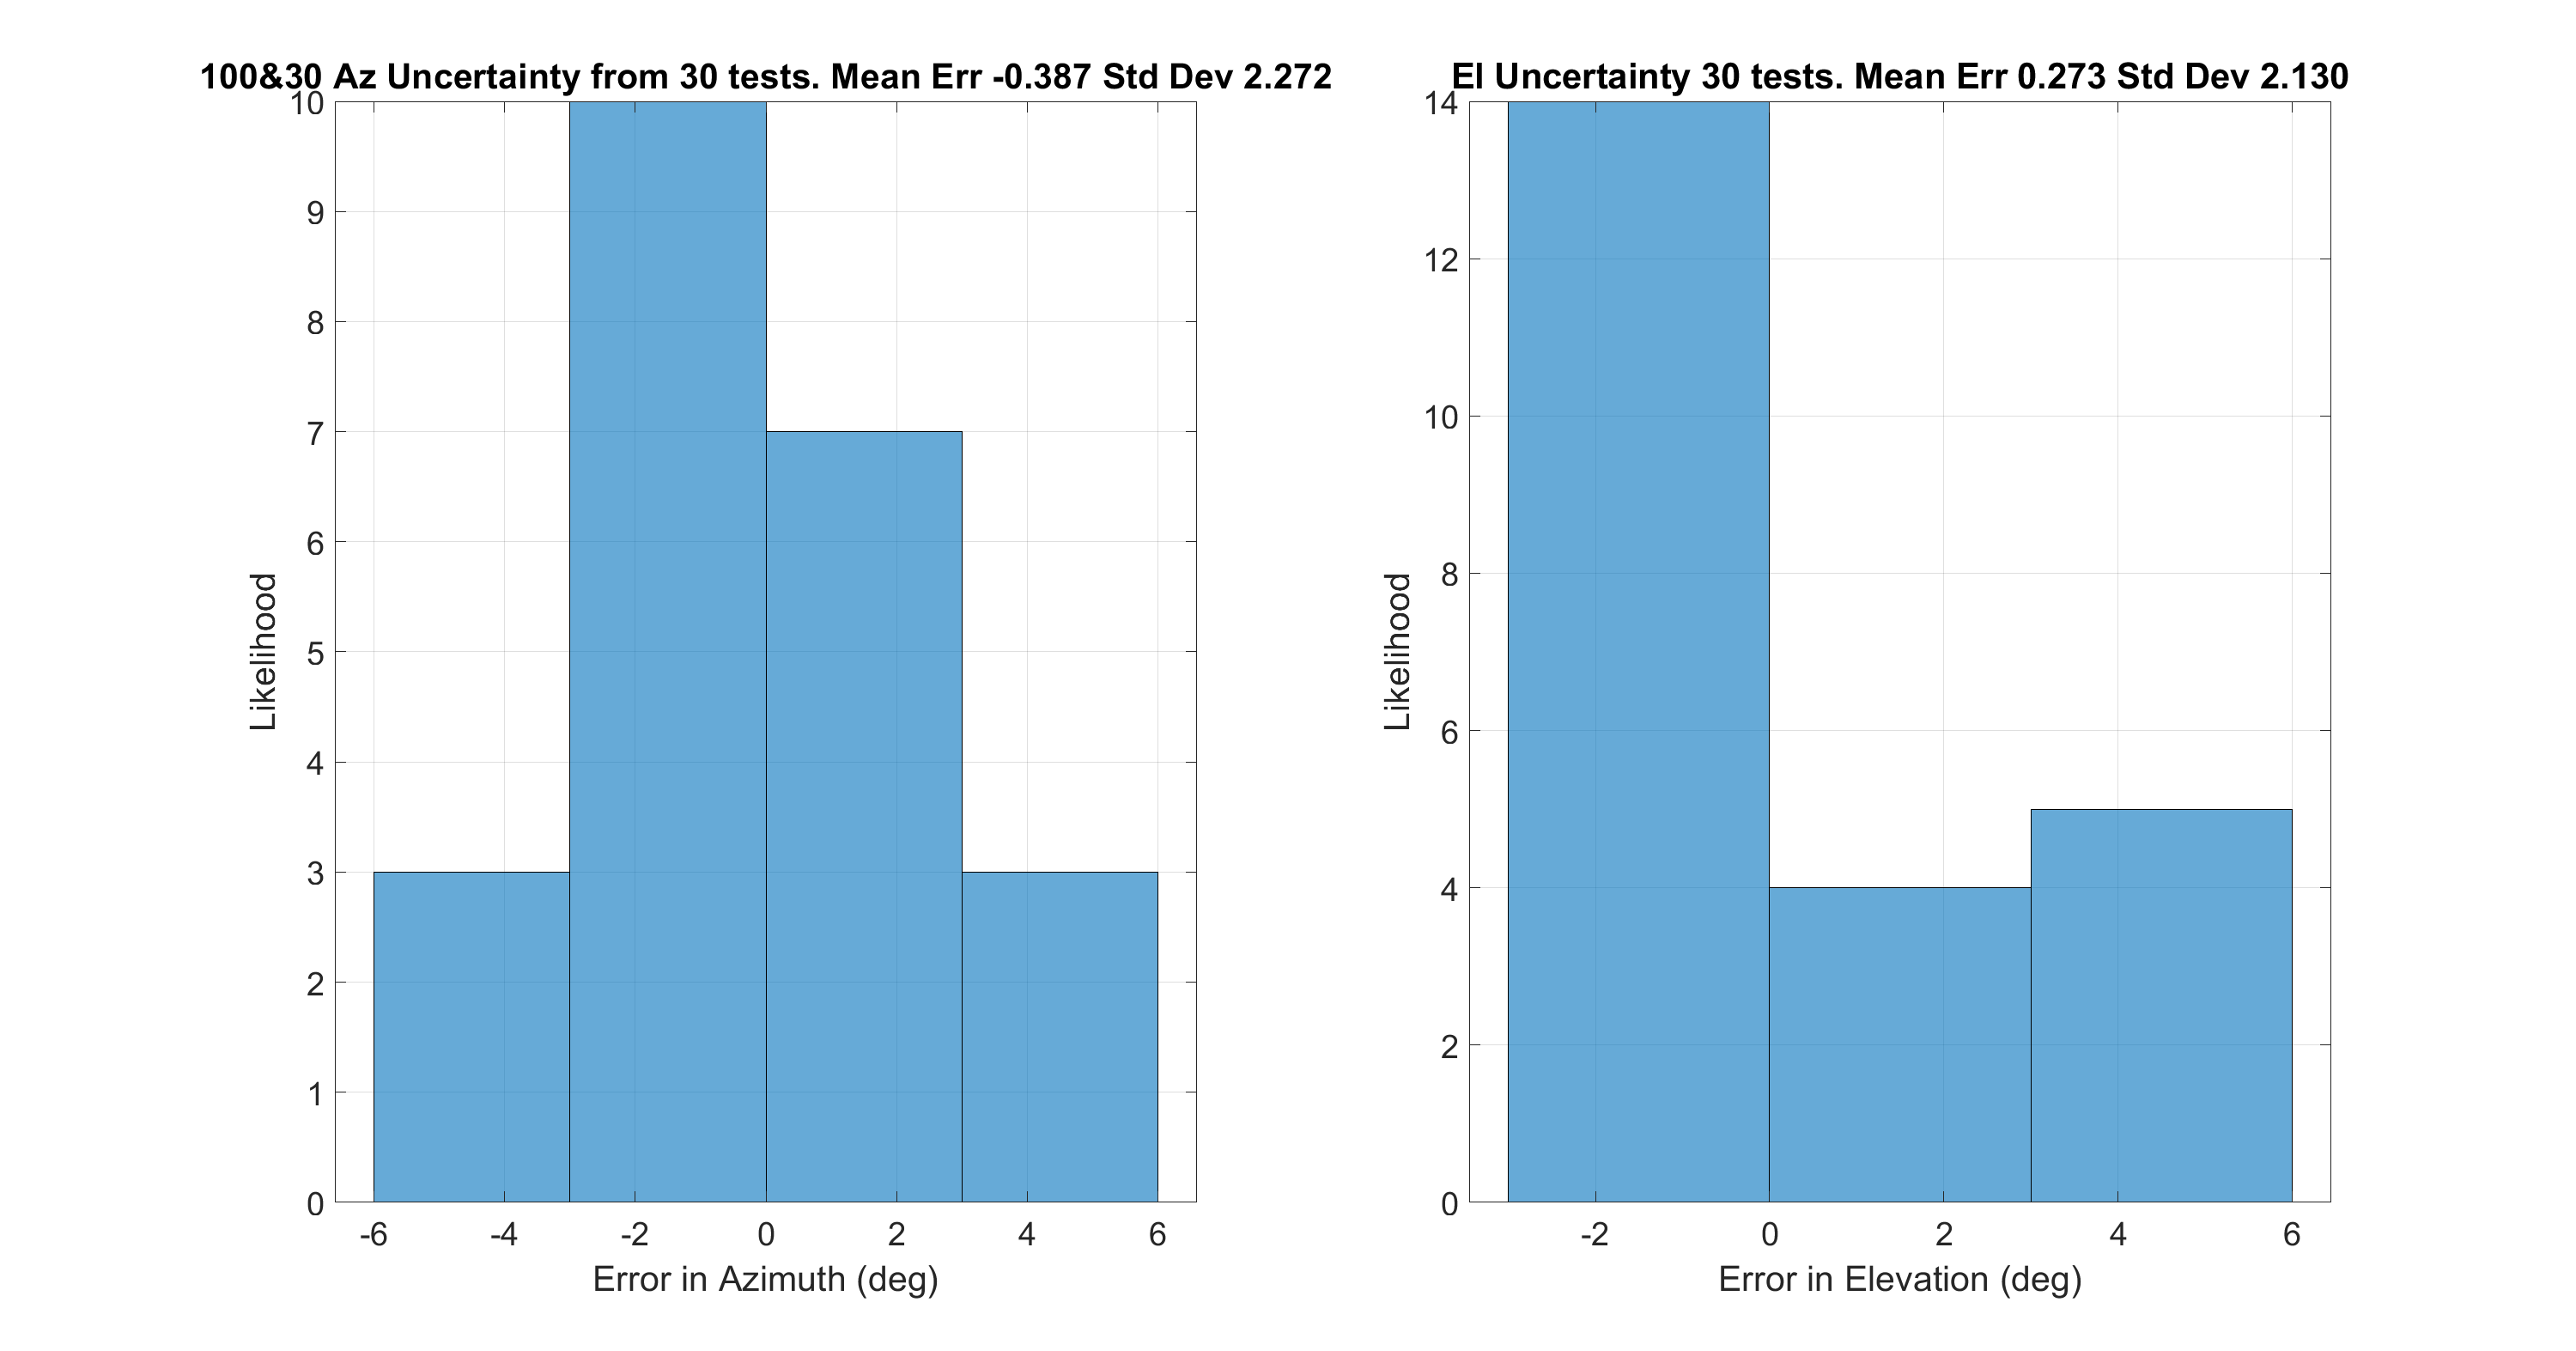 100&30 Az Uncertainty from 30 tests. Mean Err -0.387 Std Dev 2.272
10
9
8
7
6
5
4
3
2
1
0
Likelihood
-6 -4 -2 0 2 4 6
Error in Azimuth (deg)
El Uncertainty 30 tests. Mean Err 0.273 Std Dev 2.130
14
12
10
8
6
4
2
0
Likelihood
-2 0 2 4 6
Error in Elevation (deg)